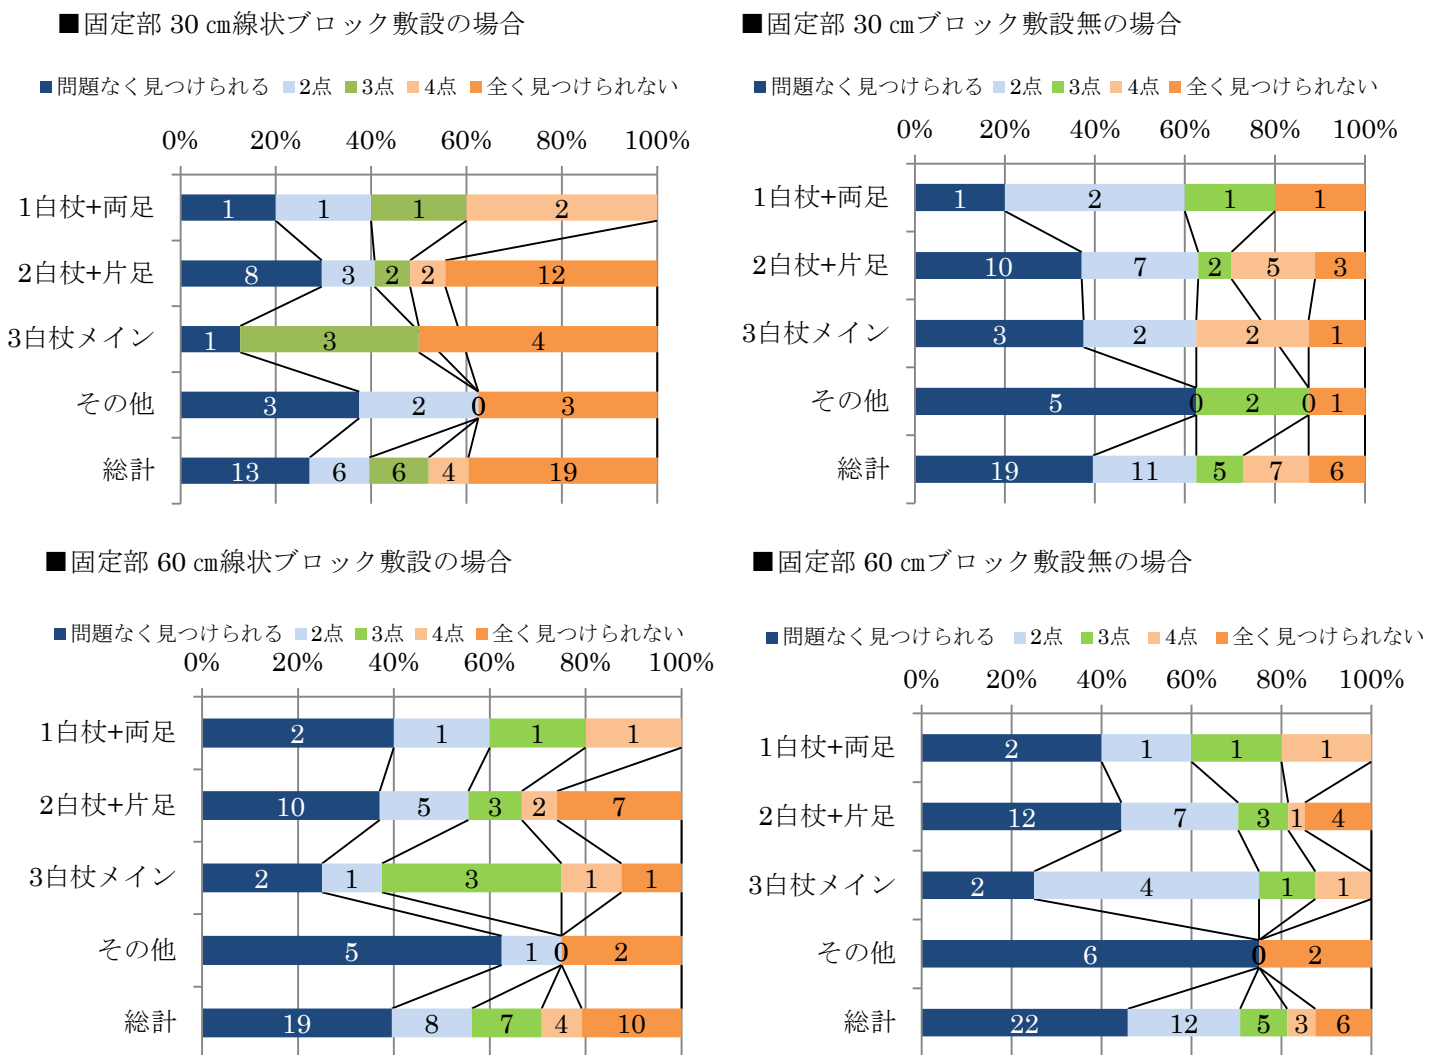 ■固定部 30 ㎝線状ブロック敷設の場合
問題なく見つけられる 2点 3点 4点 全く見つけられない
0% 20% 40% 60% 80% 100%
1白杖+両足 1 1 1 2
2白杖+片足 8 3 2 2 12
3白杖メイン 1 3 4
その他 3 2 0 3
総計 13 6 6 4 19
■固定部 30 ㎝ブロック敷設無の場合
問題なく見つけられる 2点 3点 4点 全く見つけられない
0% 20% 40% 60% 80% 100%
1白杖+両足 1 2 1 1
2白杖+片足 10 7 2 5 3
3白杖メイン 3 2 2 1
その他 5 0 2 0 1
総計 19 11 5 7 6
■固定部 60 ㎝線状ブロック敷設の場合
問題なく見つけられる 2点 3点 4点 全く見つけられない
0% 20% 40% 60% 80% 100%
1白杖+両足 2 1 1 1
2白杖+片足 10 5 3 2 7
3白杖メイン 2 1 3 1 1
その他 5 1 0 2
総計 19 8 7 4 10
■固定部 60 ㎝ブロック敷設無の場合
問題なく見つけられる 2点 3点 4点 全く見つけられない
0% 20% 40% 60% 80% 100%
1白杖+両足 2 1 1 1
2白杖+片足 12 7 3 1 4
3白杖メイン 2 4 1 1
その他 6 0 2
総計 22 12 5 3 6